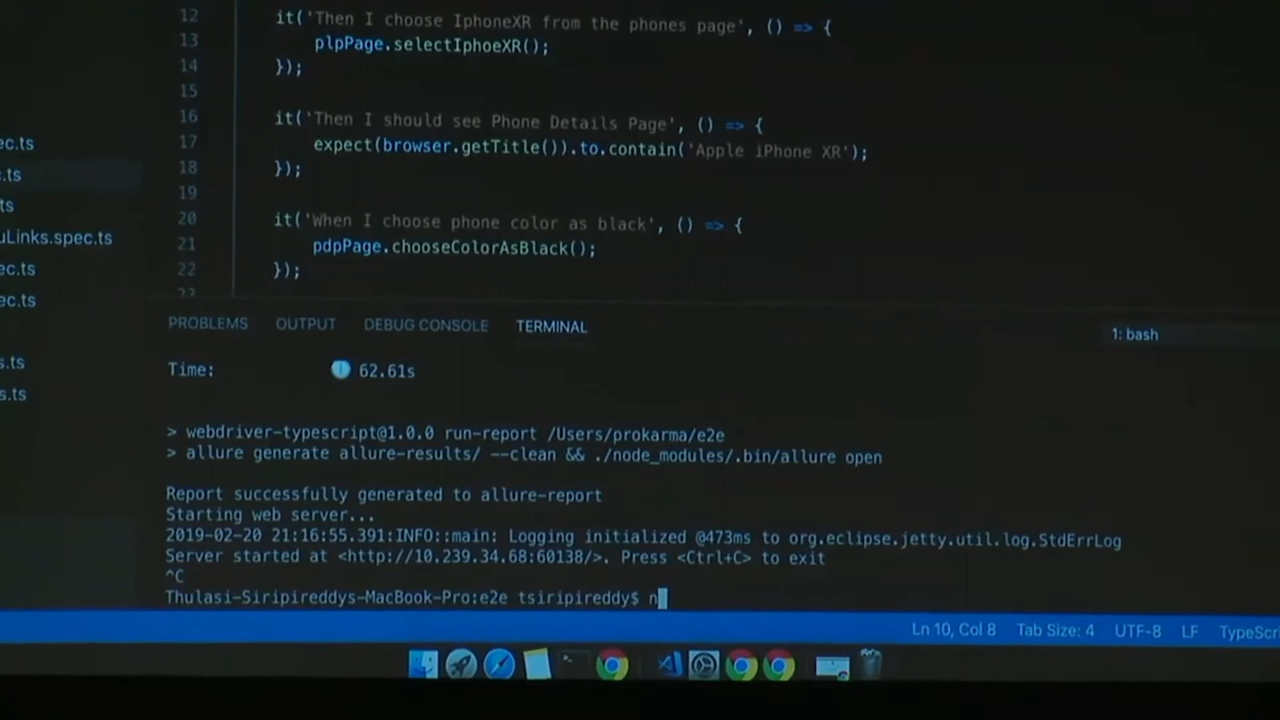 12 it('Then I choose IphoneXR from the phones page', () => {
13 plpPage.selectIphoeXR();
14 });
15
16 it('Then I should see Phone Details Page', () => {
17 expect(browser.getTitle()).to.contain('Apple iPhone XR');
18 });
19
20 it('When I choose phone color as black', () => {
21 pdpPage.chooseColorAsBlack();
22 });
23
ec.ts
.ts
ts
uLinks.spec.ts
ec.ts
ec.ts
s.ts
s.ts
PROBLEMS OUTPUT DEBUG CONSOLE TERMINAL 1: bash
Time: 62.61s
> webdriver-typescript@1.0.0 run-report /Users/prokarma/e2e
> allure generate allure-results/ --clean && ./node_modules/.bin/allure open
Report successfully generated to allure-report
Starting web server...
2019-02-20 21:16:55.391:INFO::main: Logging initialized @473ms to org.eclipse.jetty.util.log.StdErrLog
Server started at <http://10.239.34.68:60138/>. Press <Ctrl+C> to exit
^C
Thulasi-Siripireddys-MacBook-Pro:e2e tsiripireddy$ n
Ln 10, Col 8 Tab Size: 4 UTF-8 LF TypeScri